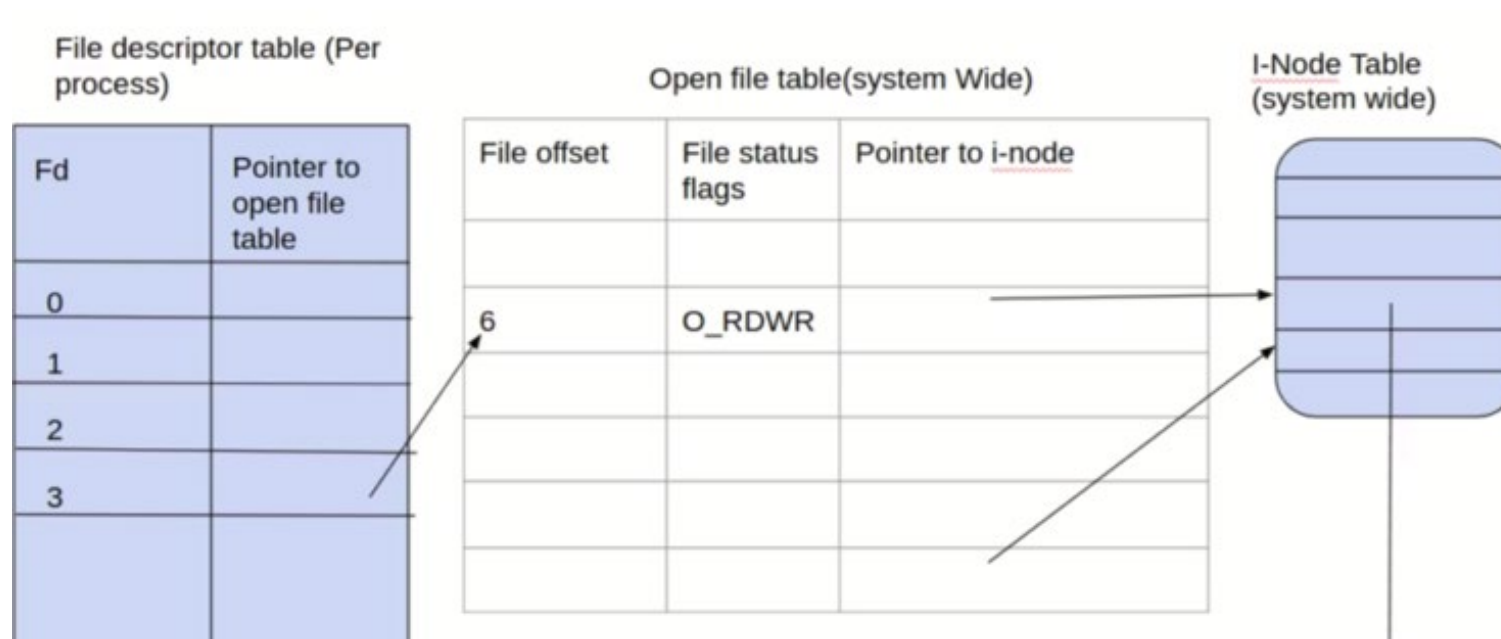 File descriptor table (Per
process)
Open file table(system Wide)
I-Node Table
(system wide)
Fd
Pointer to
open file
table
0
1
2
3
File offset
File status
flags
Pointer to i-node
6
O_RDWR